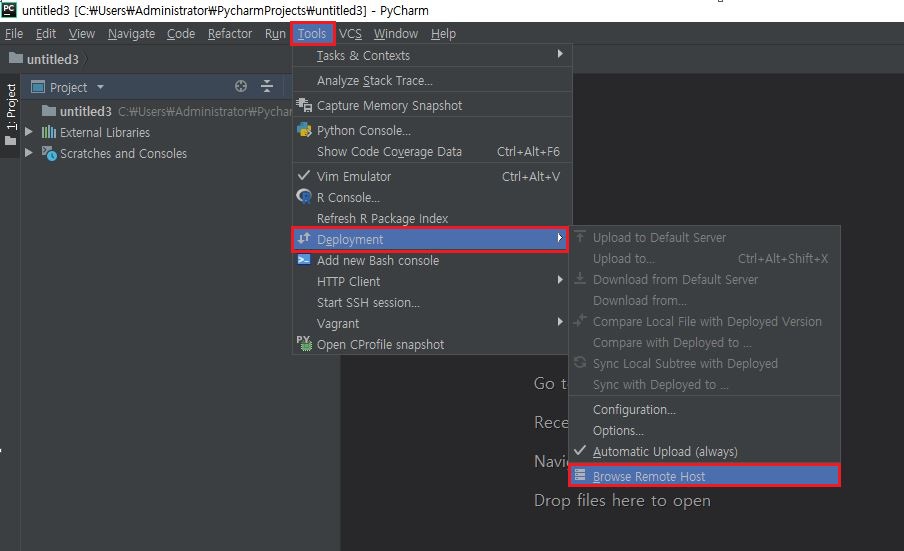 PC untitled3 [C:₩Users₩Administrator₩PycharmProjects₩untitled3] - PyCharm
File Edit View Navigate Code Refactor Run Tools VCS Window Help
untitled3
1: Project
Project
untitled3 C:₩Users₩Administrator₩Pychar
External Libraries
Scratches and Consoles
Tasks & Contexts
Analyze Stack Trace...
Capture Memory Snapshot
Python Console...
Show Code Coverage Data Ctrl+Alt+F6
Vim Emulator Ctrl+Alt+V
R Console...
Refresh R Package Index
Deployment
Add new Bash console
HTTP Client
Start SSH session...
Vagrant
Open CProfile snapshot
Upload to Default Server
Upload to... Ctrl+Alt+Shift+X
Download from Default Server
Download from...
Compare Local File with Deployed Version
Compare with Deployed to ...
Sync Local Subtree with Deployed
Sync with Deployed to ...
Configuration...
Options...
Automatic Upload (always)
Browse Remote Host
Go t
Rece
Navi
Drop files here to open